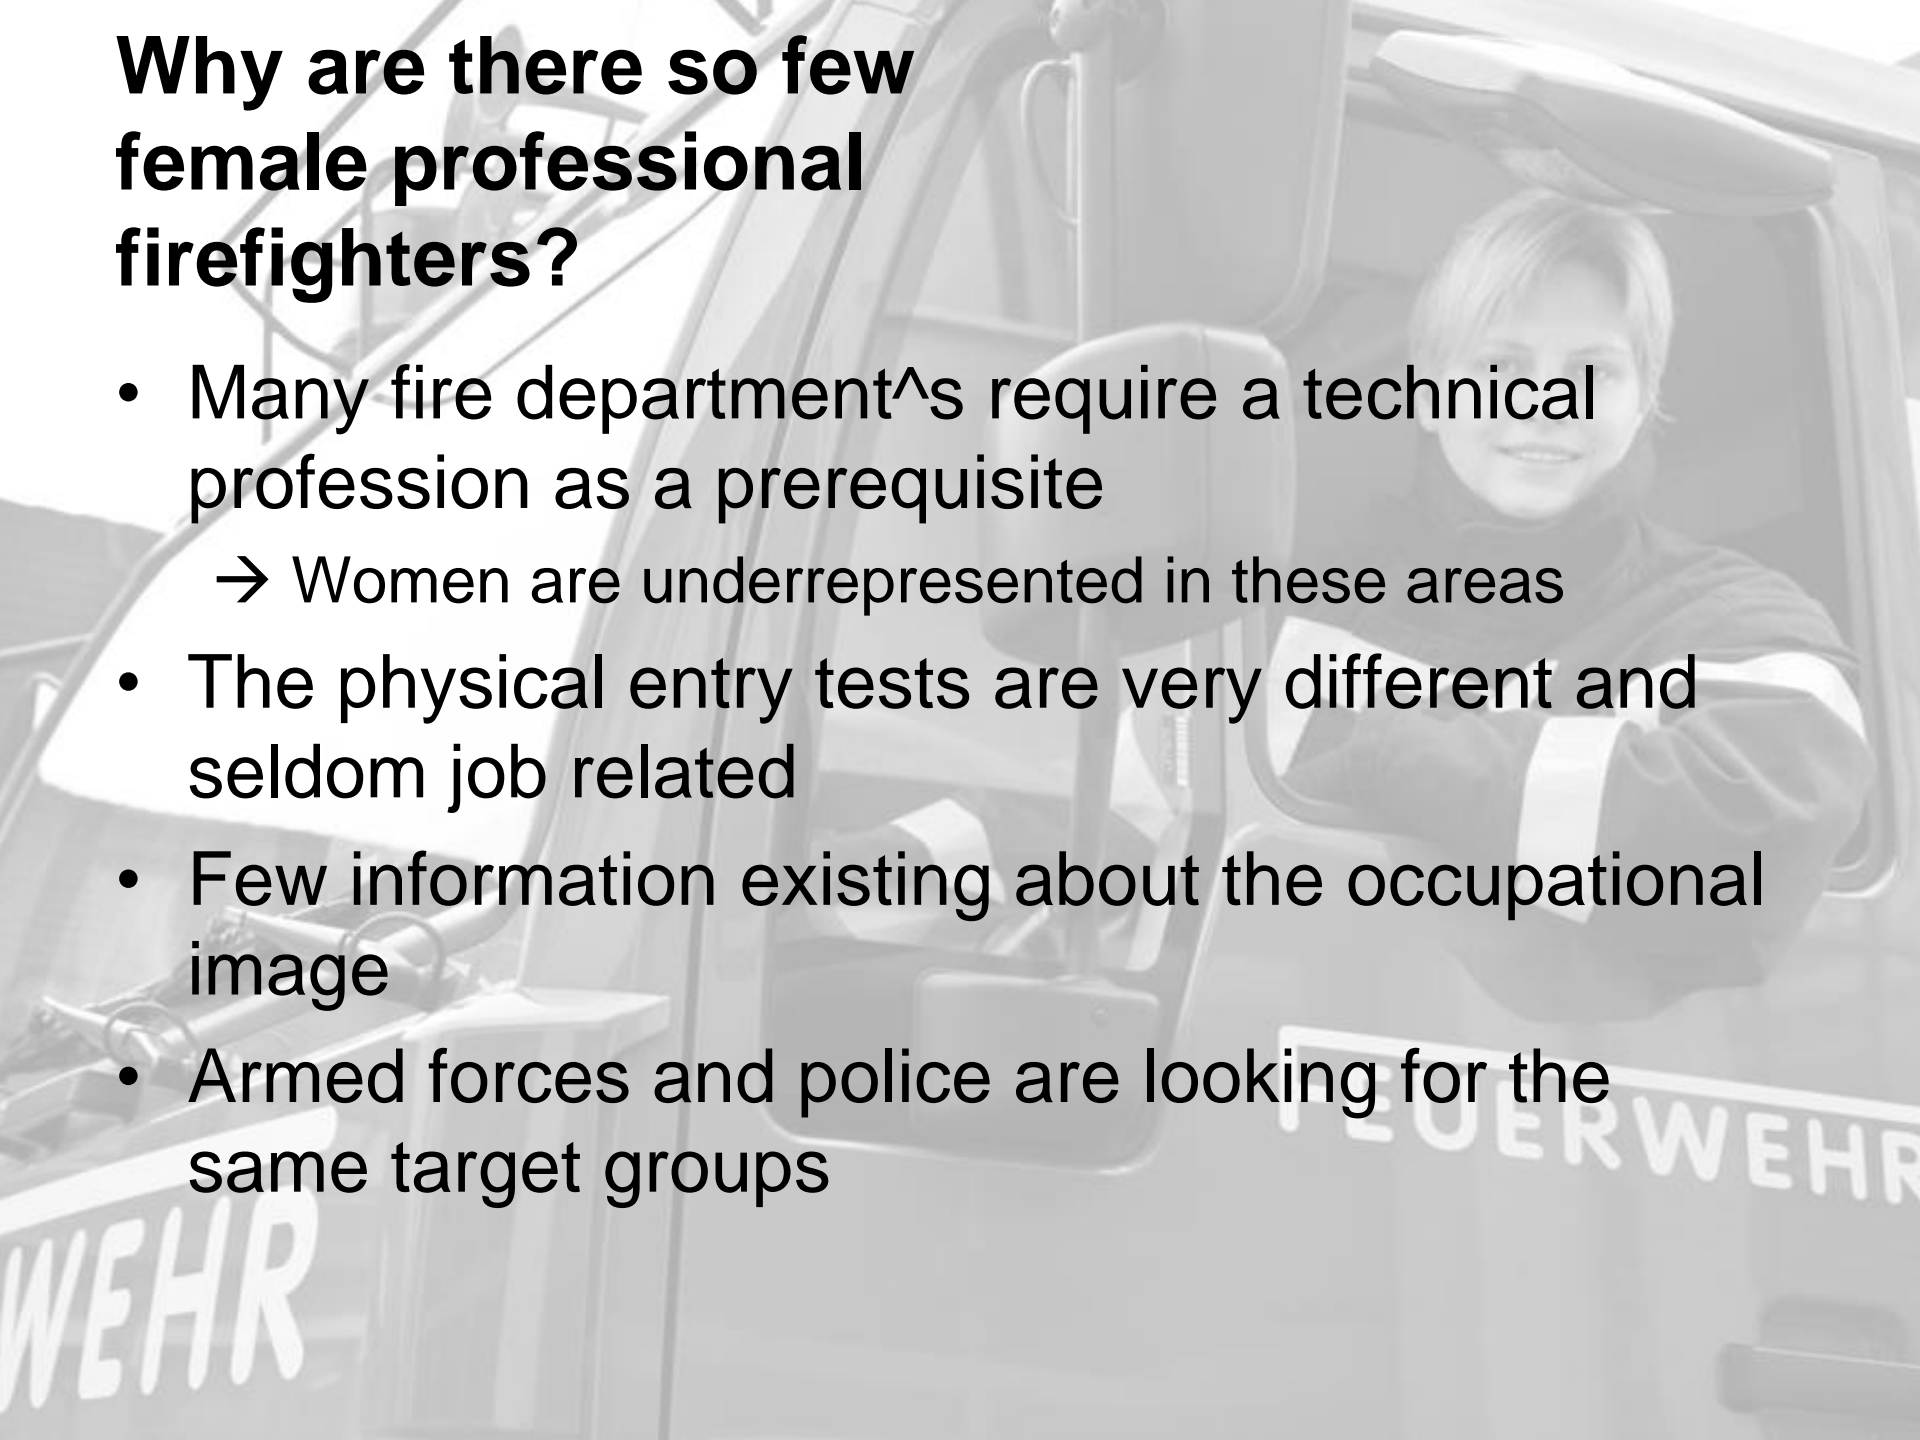 Why are there so few
female professional
firefighters?
• Many fire department^s require a technical
profession as a prerequisite
→ Women are underrepresented in these areas
• The physical entry tests are very different and
seldom job related
• Few information existing about the occupational
image
• Armed forces and police are looking for the
same target groups
FEUERWEHR
WEHR